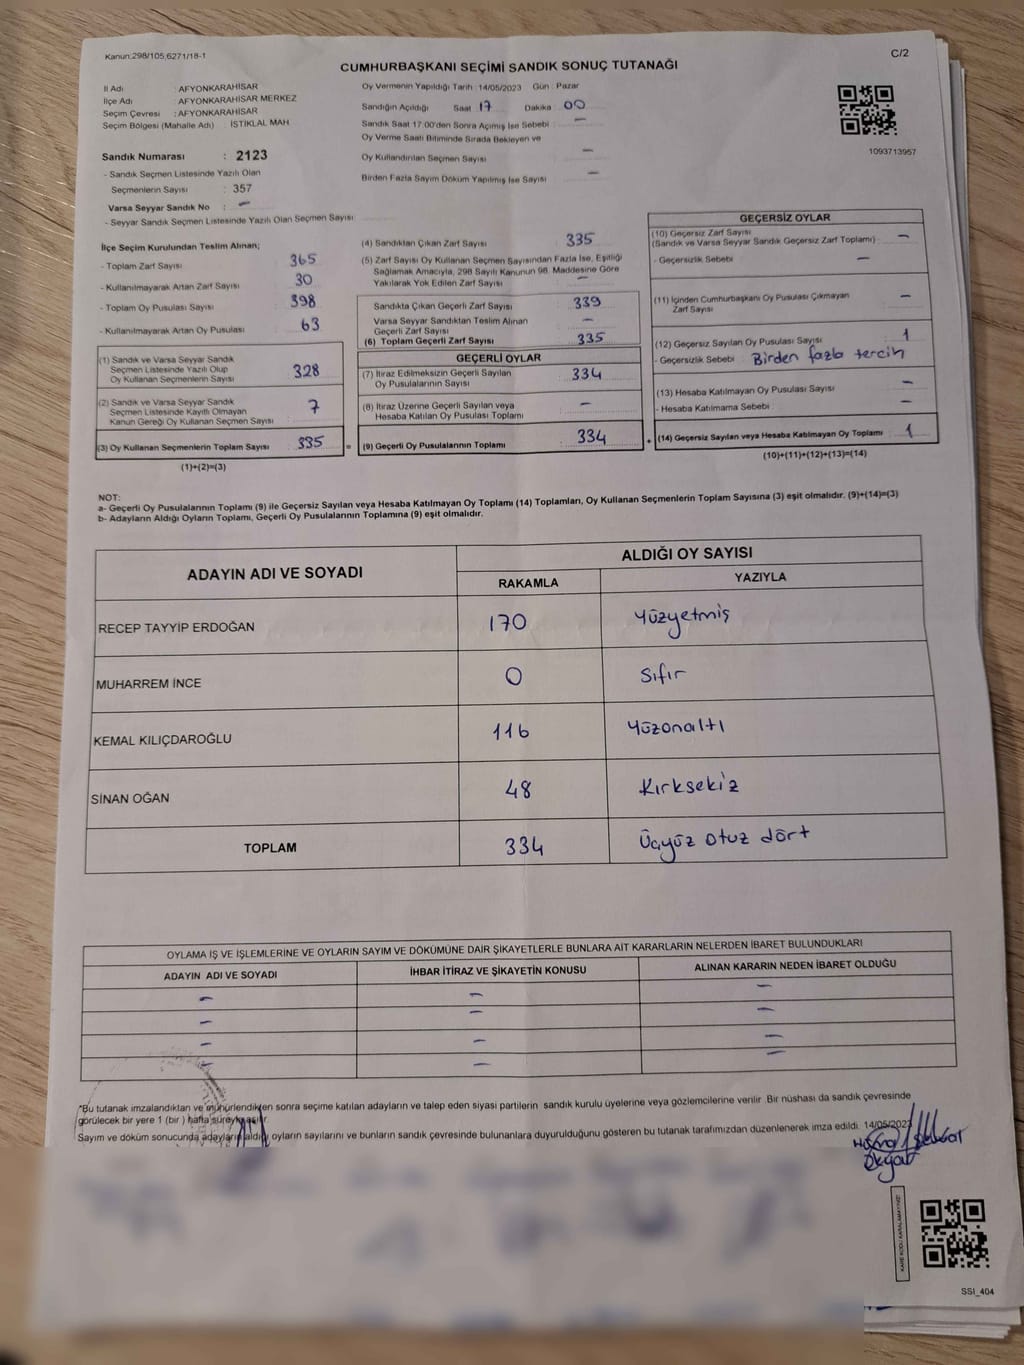 Kanun:298/105,6271/18-1
C/2
CUMHURBAŞKANI SEÇİMİ SANDIK SONUÇ TUTANAĞI
İl Adı : AFYONKARAHİSAR
İlçe Adı : AFYONKARAHİSAR MERKEZ
Seçim Çevresi : AFYONKARAHİSAR
Seçim Bölgesi (Mahalle Adı) : İSTİKLAL MAH
Sandık Numarası : 2123
- Sandık Seçmen Listesinde Yazılı Olan
Seçmenlerin Sayısı : 357
Varsa Seyyar Sandık No : –
- Seyyar Sandık Seçmen Listesinde Yazılı Olan Seçmen Sayısı
Oy Vermenin Yapıldığı Tarih : 14/05/2023 Gün : Pazar
Sandığın Açıldığı Saat 17 Dakika 00
Sandık Saat 17:00'den Sonra Açılmış İse Sebebi : –
Oy Verme Saati Bitiminde Sırada Bekleyen ve
Oy Kullandırılan Seçmen Sayısı –
Birden Fazla Sayım Döküm Yapılmış İse Sayısı –
1093713957
İlçe Seçim Kurulundan Teslim Alınan;
- Toplam Zarf Sayısı 365
- Kullanılmayarak Artan Zarf Sayısı 30
- Toplam Oy Pusulası Sayısı 398
- Kullanılmayarak Artan Oy Pusulası 63
(1) Sandık ve Varsa Seyyar Sandık
Seçmen Listesinde Yazılı Olup
Oy Kullanan Seçmenlerin Sayısı 328
(2) Sandık ve Varsa Seyyar Sandık
Seçmen Listesinde Kayıtlı Olmayan
Kanun Gereği Oy Kullanan Seçmen Sayısı 7
(3) Oy Kullanan Seçmenlerin Toplam Sayısı 335 =
(1)+(2)=(3)
(4) Sandıktan Çıkan Zarf Sayısı 335
(5) Zarf Sayısı Oy Kullanan Seçmen Sayısından Fazla İse, Eşitliği
Sağlamak Amacıyla, 298 Sayılı Kanunun 98. Maddesine Göre
Yakılarak Yok Edilen Zarf Sayısı –
Sandıkta Çıkan Geçerli Zarf Sayısı 339
Varsa Seyyar Sandıktan Teslim Alınan
Geçerli Zarf Sayısı –
(6) Toplam Geçerli Zarf Sayısı 335
GEÇERLİ OYLAR
(7) İtiraz Edilmeksizin Geçerli Sayılan
Oy Pusulalarının Sayısı 334
(8) İtiraz Üzerine Geçerli Sayılan veya
Hesaba Katılan Oy Pusulası Toplamı –
(9) Geçerli Oy Pusulalarının Toplamı 334 +
GEÇERSİZ OYLAR
(10) Geçersiz Zarf Sayısı
(Sandık ve Varsa Seyyar Sandık Geçersiz Zarf Toplamı) –
- Geçersizlik Sebebi –
(11) İçinden Cumhurbaşkanı Oy Pusulası Çıkmayan
Zarf Sayısı –
(12) Geçersiz Sayılan Oy Pusulası Sayısı 1
- Geçersizlik Sebebi Birden fazla tercih
(13) Hesaba Katılmayan Oy Pusulası Sayısı –
- Hesaba Katılmama Sebebi –
(14) Geçersiz Sayılan veya Hesaba Katılmayan Oy Toplamı 1
(10)+(11)+(12)+(13)=(14)
NOT:
a- Geçerli Oy Pusulalarının Toplamı (9) ile Geçersiz Sayılan veya Hesaba Katılmayan Oy Toplamı (14) Toplamları, Oy Kullanan Seçmenlerin Toplam Sayısına (3) eşit olmalıdır. (9)+(14)=(3)
b- Adayların Aldığı Oyların Toplamı, Geçerli Oy Pusulalarının Toplamına (9) eşit olmalıdır.
ADAYIN ADI VE SOYADI
ALDIĞI OY SAYISI
RAKAMLA YAZIYLA
RECEP TAYYİP ERDOĞAN 170 Yüzyetmiş
MUHARREM İNCE 0 Sıfır
KEMAL KILIÇDAROĞLU 116 Yüzonaltı
SİNAN OĞAN 48 Kırksekiz
TOPLAM 334 Üçyüz otuz dört
OYLAMA İŞ VE İŞLEMLERİNE VE OYLARIN SAYIM VE DÖKÜMÜNE DAİR ŞİKAYETLERLE BUNLARA AİT KARARLARIN NELERDEN İBARET BULUNDUKLARI
ADAYIN ADI VE SOYADI İHBAR İTİRAZ VE ŞİKAYETİN KONUSU ALINAN KARARIN NEDEN İBARET OLDUĞU
– – –
– – –
– – –
– – –
*Bu tutanak imzalandıktan ve mühürlendikten sonra seçime katılan adayların ve talep eden siyasi partilerin sandık kurulu üyelerine veya gözlemcilerine verilir. Bir nüshası da sandık çevresinde
görülecek bir yere 1 (bir) hafta süreyle asılır.
Sayım ve döküm sonucunda adayların aldığı oyların sayılarını ve bunların sandık çevresinde bulunanlara duyurulduğunu gösteren bu tutanak tarafımızdan düzenlenerek imza edildi. 14/05/2023
KARE KODU KARALAMAYINIZ!
SSI_404